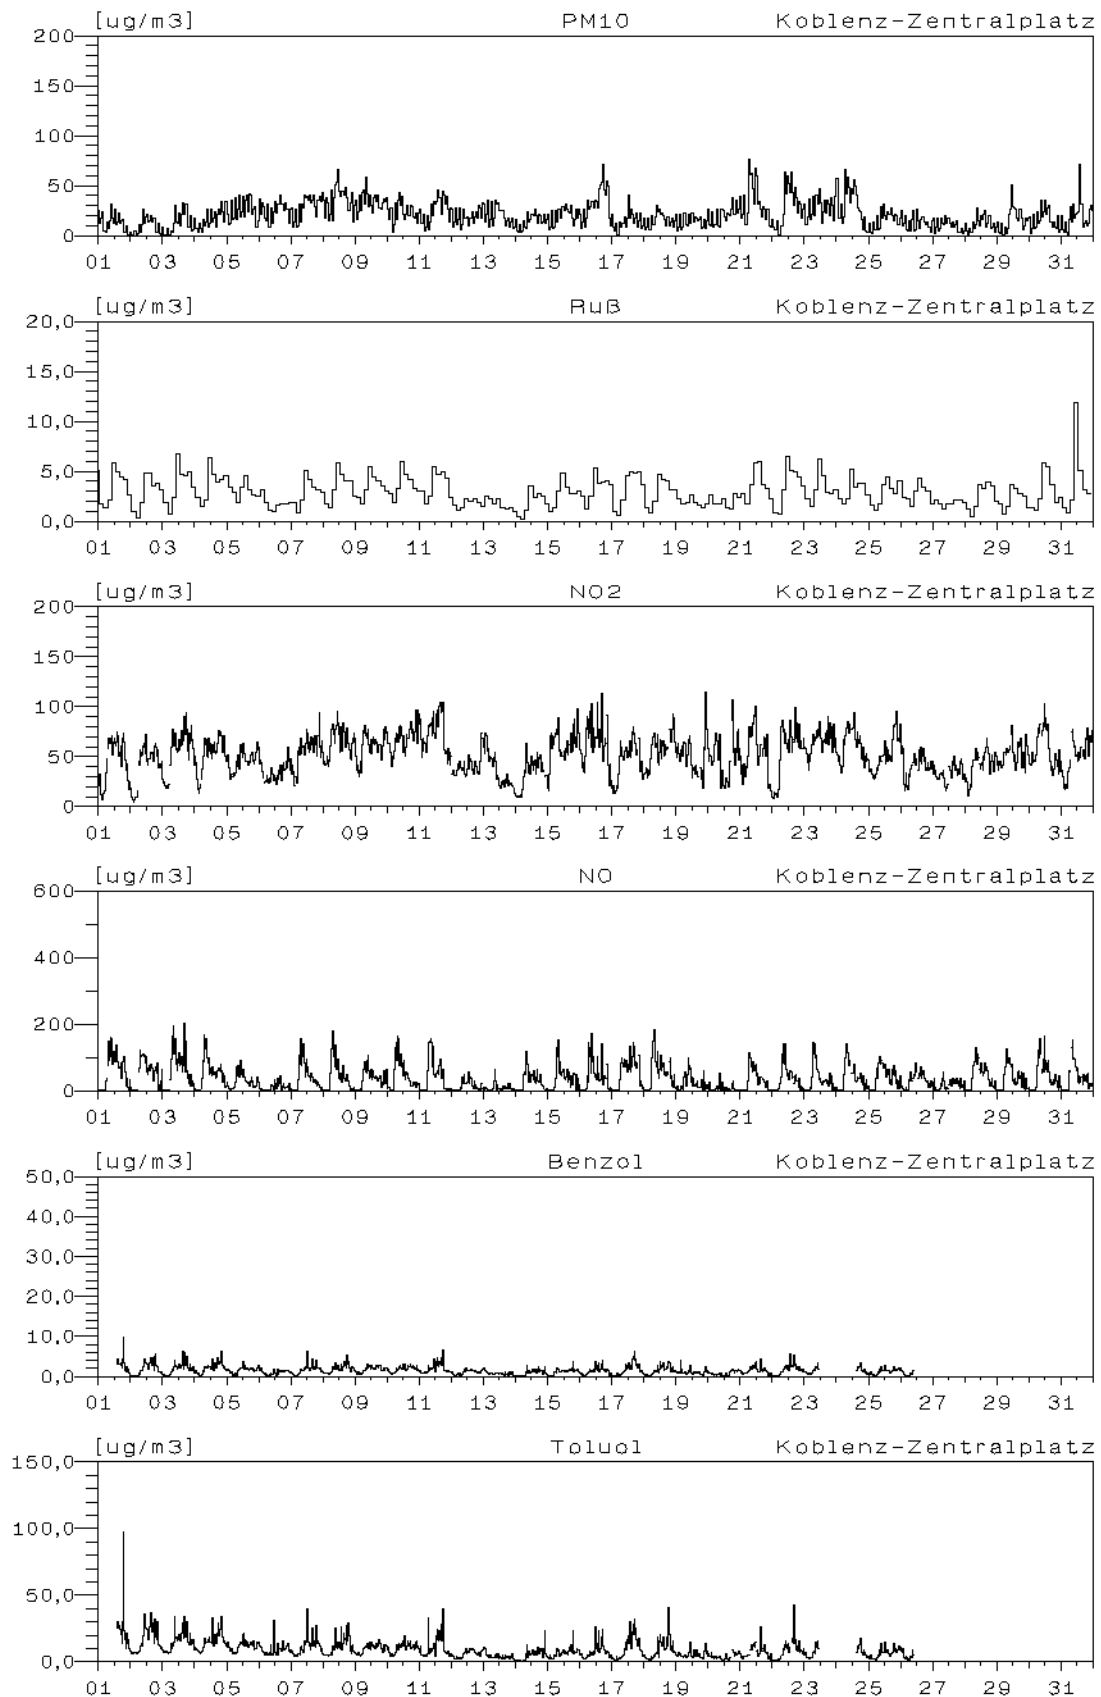 [ug/m3] PM10 Koblenz-Zentralplatz
200
150
100
50
0
01 03 05 07 09 11 13 15 17 19 21 23 25 27 29 31
[ug/m3] Ruß Koblenz-Zentralplatz
20,0
15,0
10,0
5,0
0,0
01 03 05 07 09 11 13 15 17 19 21 23 25 27 29 31
[ug/m3] NO2 Koblenz-Zentralplatz
200
150
100
50
0
01 03 05 07 09 11 13 15 17 19 21 23 25 27 29 31
[ug/m3] NO Koblenz-Zentralplatz
600
400
200
0
01 03 05 07 09 11 13 15 17 19 21 23 25 27 29 31
[ug/m3] Benzol Koblenz-Zentralplatz
50,0
40,0
30,0
20,0
10,0
0,0
01 03 05 07 09 11 13 15 17 19 21 23 25 27 29 31
[ug/m3] Toluol Koblenz-Zentralplatz
150,0
100,0
50,0
0,0
01 03 05 07 09 11 13 15 17 19 21 23 25 27 29 31